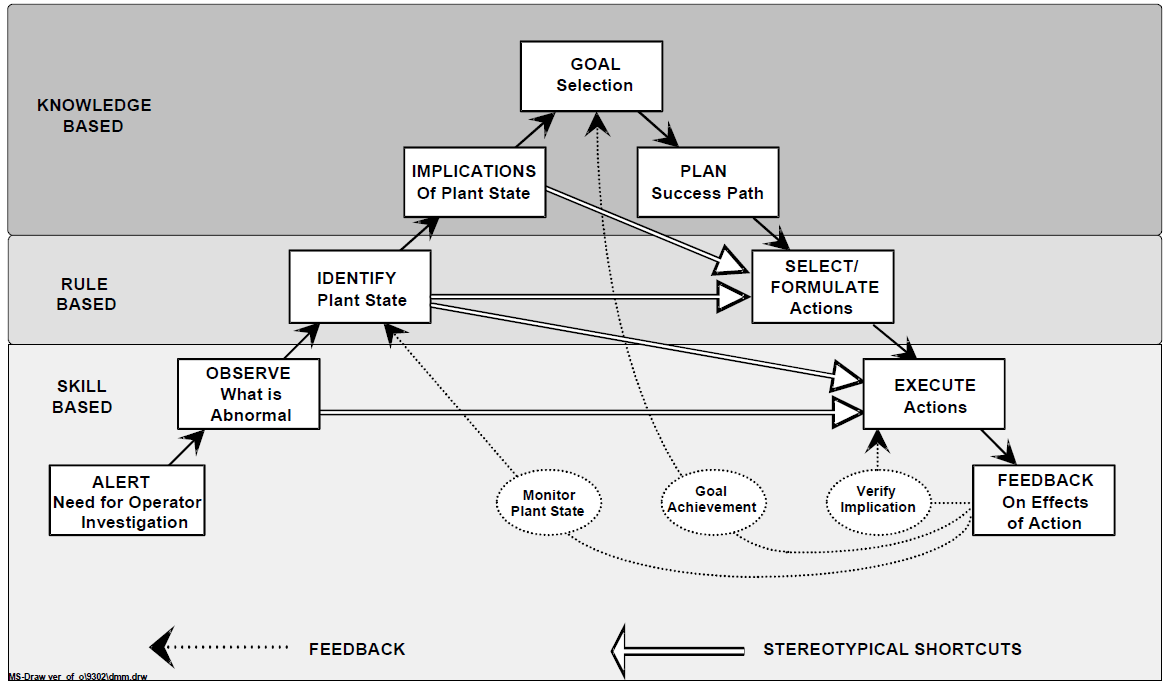 GOAL
Selection
KNOWLEDGE
BASED
IMPLICATIONS
Of Plant State
PLAN
Success Path
RULE
BASED
IDENTIFY
Plant State
SELECT/
FORMULATE
Actions
SKILL
BASED
OBSERVE
What is
Abnormal
EXECUTE
Actions
ALERT
Need for Operator
Investigation
Monitor
Plant State
Goal
Achievement
Verify
Implication
FEEDBACK
On Effects
of Action
FEEDBACK
STEREOTYPICAL SHORTCUTS
MS-Draw ver of o\9302\dmm.drw